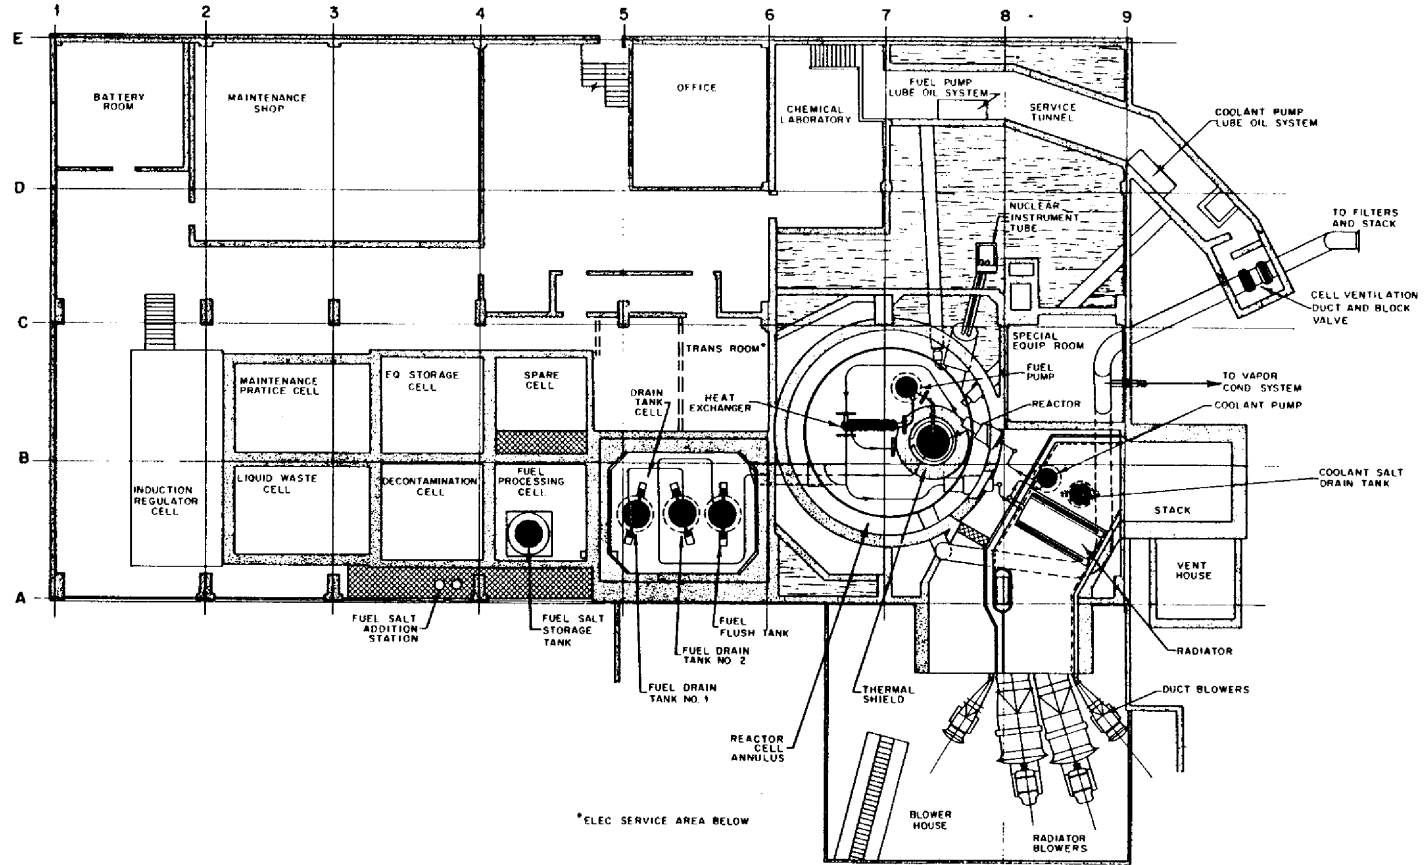 1 2 3 4 5 6 7 8 9
E
BATTERY
ROOM
MAINTENANCE
SHOP
OFFICE
CHEMICAL
LABORATORY
FUEL PUMP
LUBE OIL SYSTEM
SERVICE
TUNNEL
COOLANT PUMP
LUBE OIL SYSTEM
D
NUCLEAR
INSTRUMENT
TUBE
TO FILTERS
AND STACK
CELL VENTILATION
DUCT AND BLOCK
VALVE
C
TRANS ROOM*
SPECIAL
EQUIP ROOM
FUEL
PUMP
MAINTENANCE
PRATICE CELL
EQ STORAGE
CELL
SPARE
CELL
DRAIN
TANK
CELL
HEAT
EXCHANGER
REACTOR
TO VAPOR
COND SYSTEM
COOLANT PUMP
B
LIQUID WASTE
CELL
DECONTAMINATION
CELL
FUEL
PROCESSING
CELL
INDUCTION
REGULATOR
CELL
COOLANT SALT
DRAIN TANK
STACK
VENT
HOUSE
A
FUEL SALT
ADDITION
STATION
FUEL SALT
STORAGE
TANK
FUEL
FLUSH TANK
FUEL DRAIN
TANK NO. 2
FUEL DRAIN
TANK NO. 1
THERMAL
SHIELD
RADIATOR
DUCT BLOWERS
REACTOR
CELL
ANNULUS
*ELEC SERVICE AREA BELOW
BLOWER
HOUSE
RADIATOR
BLOWERS